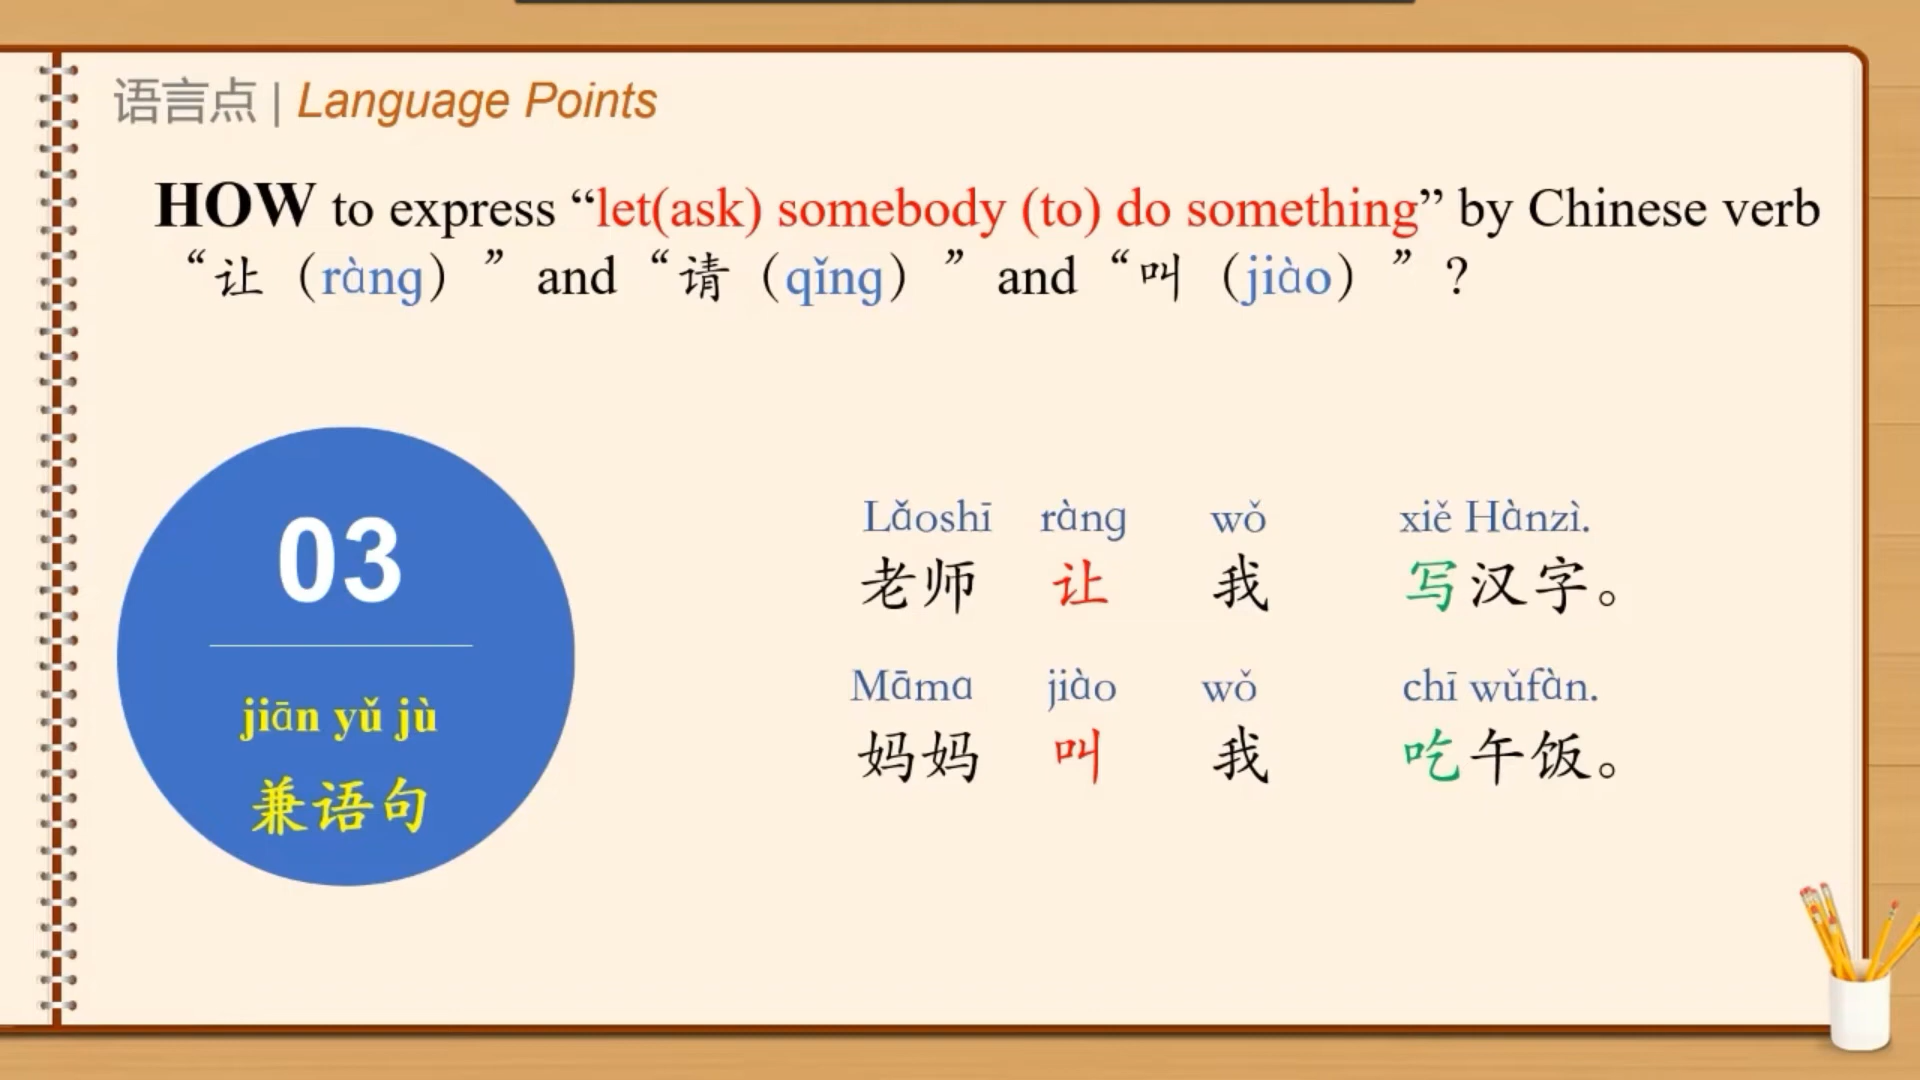 语言点 | Language Points
HOW to express “let(ask) somebody (to) do something” by Chinese verb
“让（ràng）” and “请（qǐng）” and “叫（jiào）”?
03
jiān yǔ jù
兼语句
Lǎoshī ràng wǒ xiě Hànzì.
老师 让 我 写汉字。
Māma jiào wǒ chī wǔfàn.
妈妈 叫 我 吃午饭。